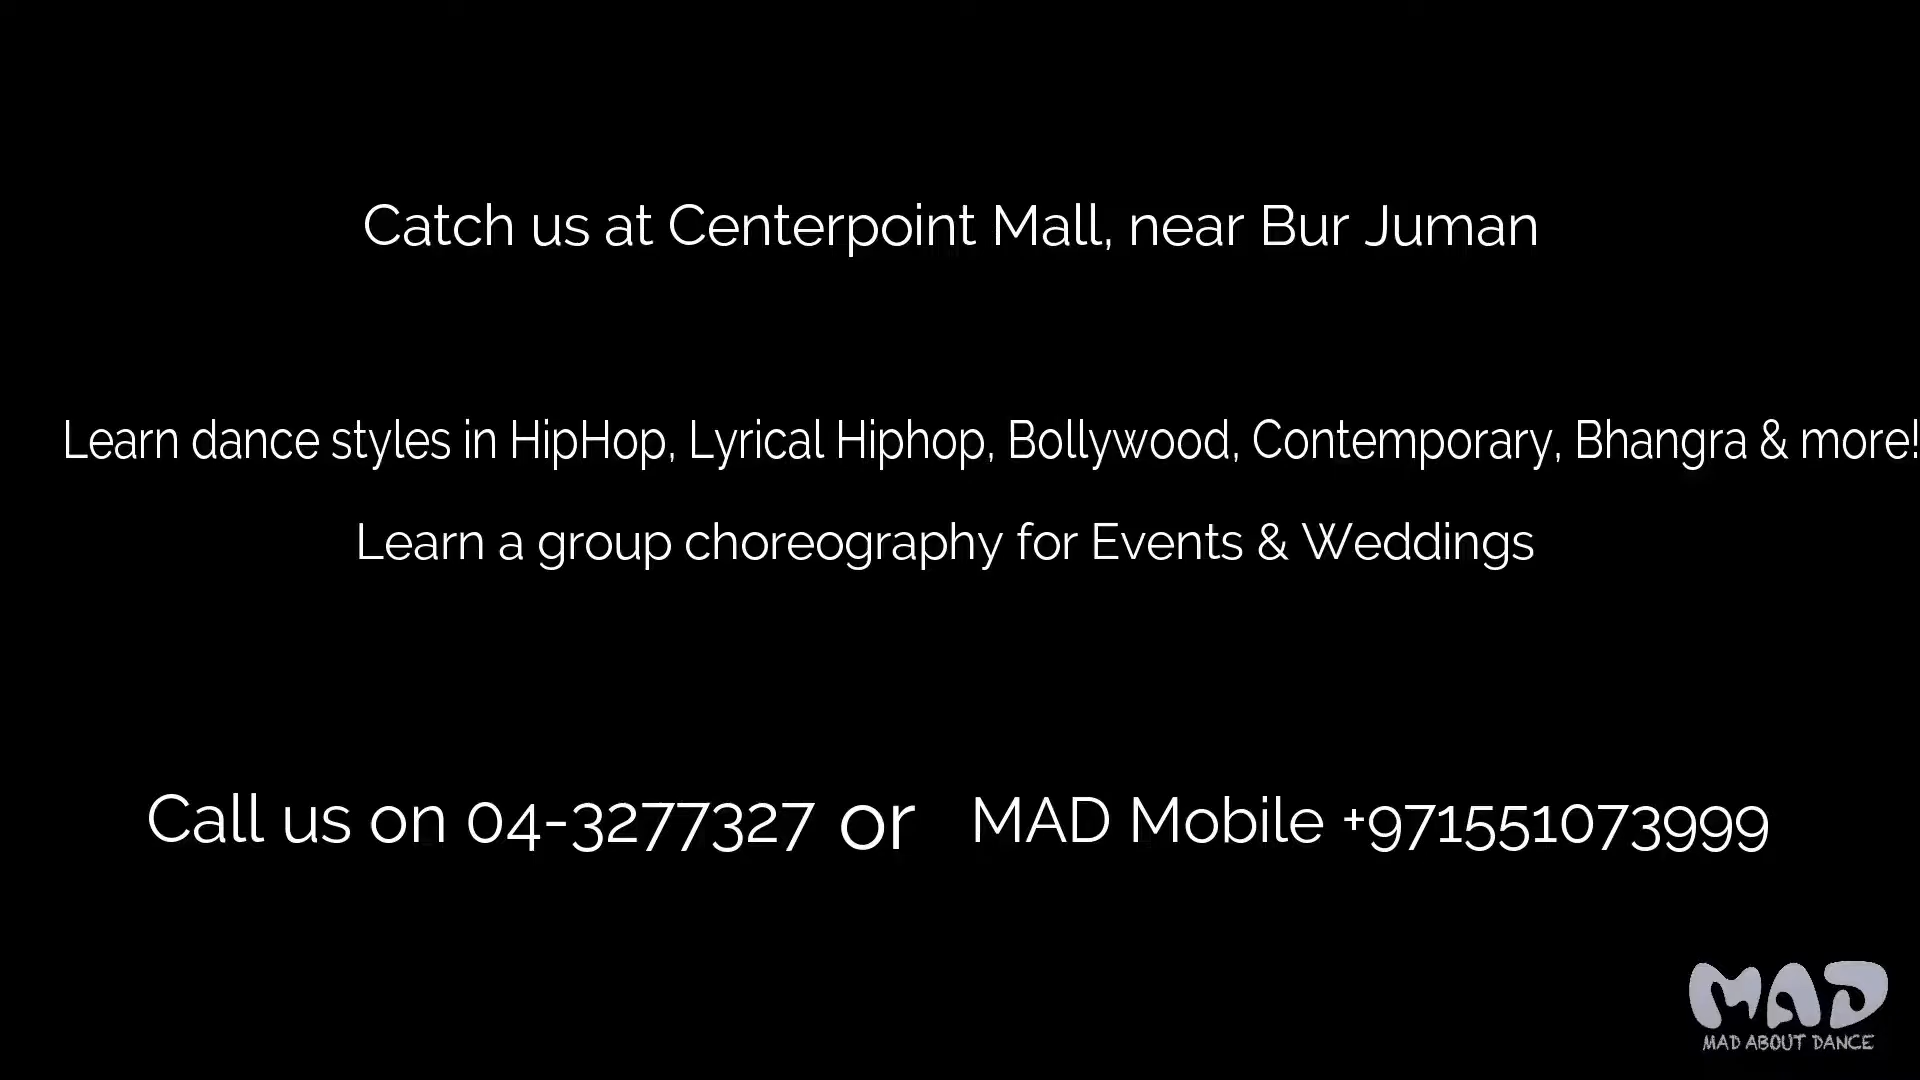 Catch us at Centerpoint Mall, near Bur Juman
Learn dance styles in HipHop, Lyrical Hiphop, Bollywood, Contemporary, Bhangra & more!
Learn a group choreography for Events & Weddings
Call us on 04-3277327 or MAD Mobile +971551073999
MAD
MAD ABOUT DANCE